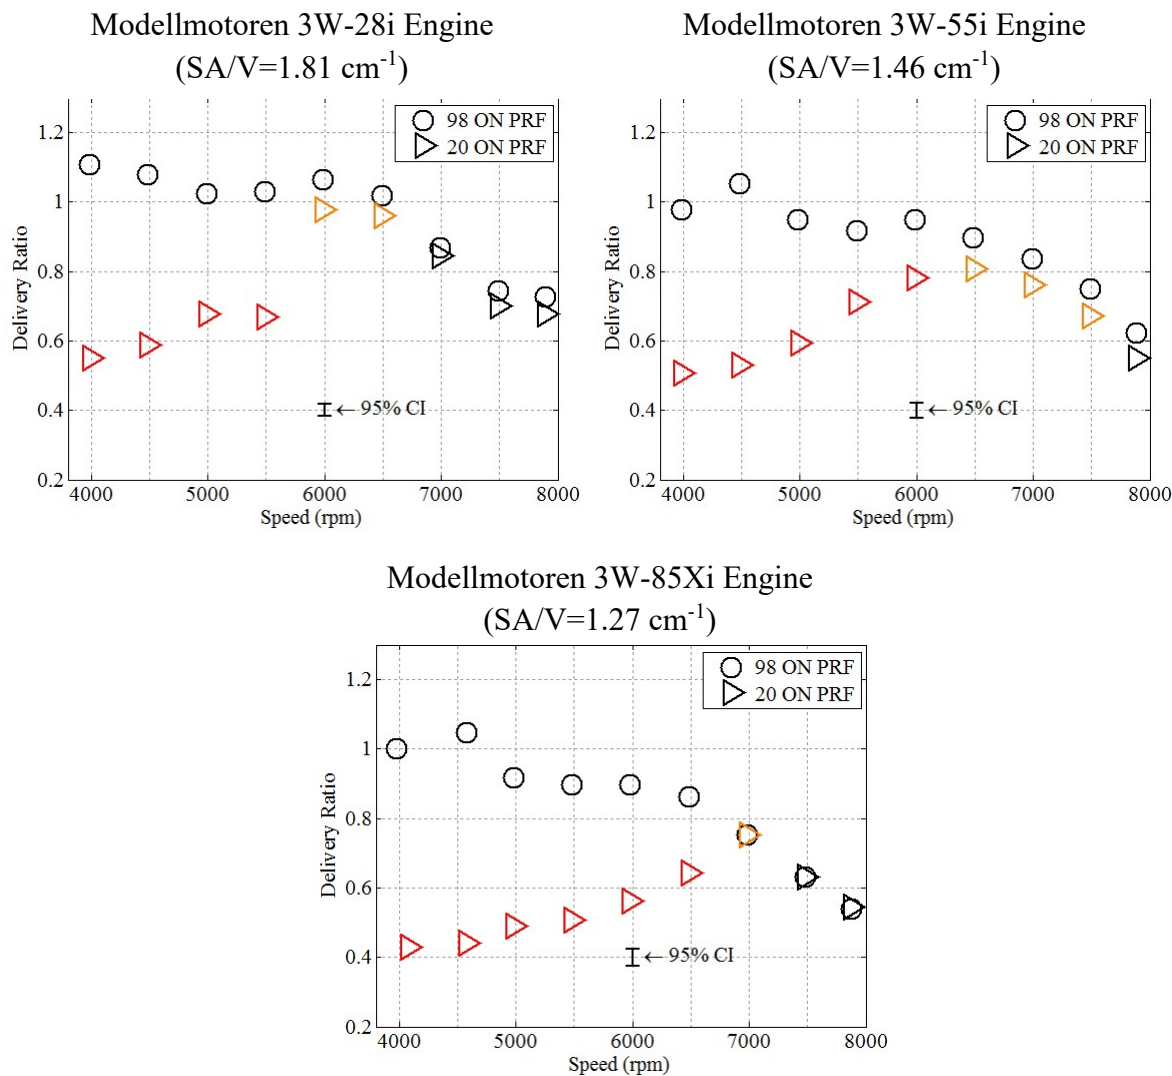 Modellmotoren 3W-28i Engine
(SA/V=1.81 cm-1)
98 ON PRF
20 ON PRF
1.2
1
0.8
0.6
0.4
0.2
Delivery Ratio
← 95% CI
4000 5000 6000 7000 8000
Speed (rpm)
Modellmotoren 3W-55i Engine
(SA/V=1.46 cm-1)
98 ON PRF
20 ON PRF
1.2
1
0.8
0.6
0.4
0.2
Delivery Ratio
← 95% CI
4000 5000 6000 7000 8000
Speed (rpm)
Modellmotoren 3W-85Xi Engine
(SA/V=1.27 cm-1)
98 ON PRF
20 ON PRF
1.2
1
0.8
0.6
0.4
0.2
Delivery Ratio
← 95% CI
4000 5000 6000 7000 8000
Speed (rpm)